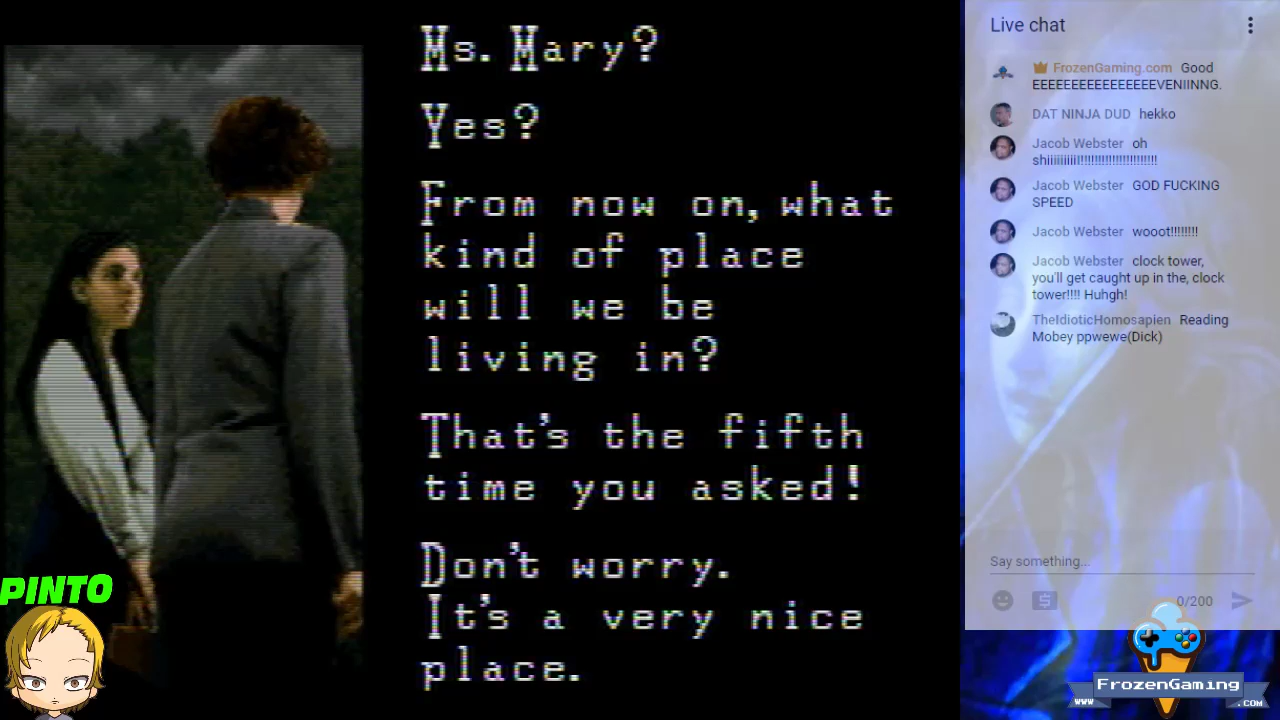 Ms. Mary?
Yes?
From now on, what
kind of place
will we be
living in?
That's the fifth
time you asked!
Don't worry.
It's a very nice
place.
PINTO
Live chat
FrozenGaming.com Good
EEEEEEEEEEEEEEEEVENIINNG.
DAT NINJA DUD hekko
Jacob Webster oh
shiiiiiiiiiiI!!!!!!!!!!!!!!!!!!!!!!
Jacob Webster GOD FUCKING
SPEED
Jacob Webster wooot!!!!!!!!
Jacob Webster clock tower,
you'll get caught up in the, clock
tower!!!! Huhgh!
TheIdioticHomosapien Reading
Mobey ppwewe(Dick)
Say something...
0/200
FrozenGaming
WWW
.COM